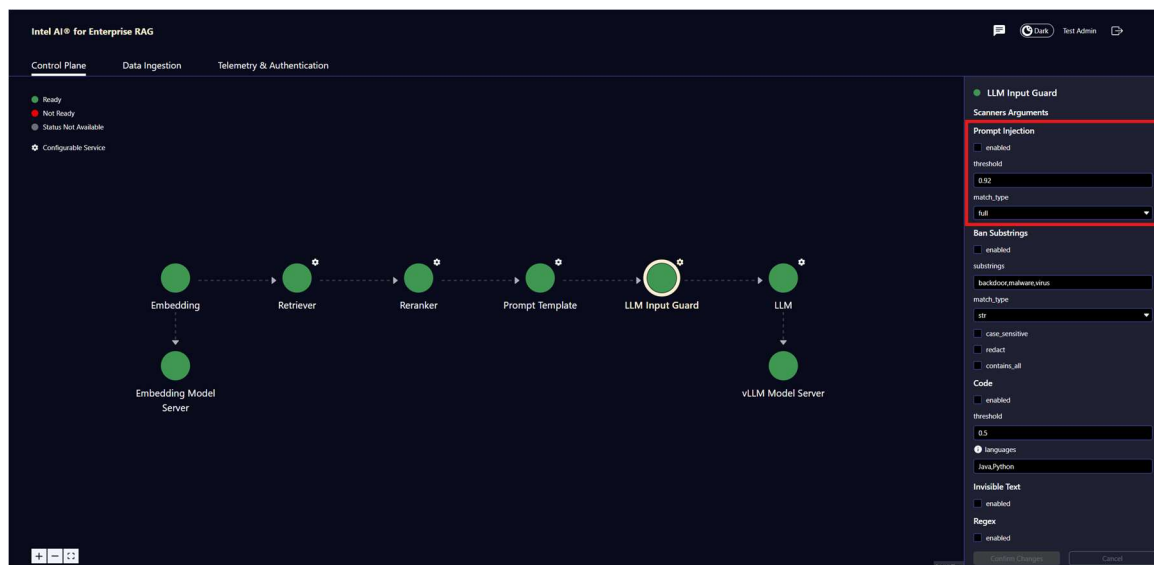 Intel AI® for Enterprise RAG
Dark
Test Admin
Control Plane
Data Ingestion
Telemetry & Authentication
Ready
Not Ready
Status Not Available
Configurable Service
Embedding
Retriever
Reranker
Prompt Template
LLM Input Guard
LLM
Embedding Model
Server
vLLM Model Server
LLM Input Guard
Scanners Arguments
Prompt Injection
enabled
threshold
0.92
match_type
full
Ban Substrings
enabled
substrings
backdoor,malware,virus
match_type
str
case_sensitive
redact
contains_all
Code
enabled
threshold
0.5
languages
Java,Python
Invisible Text
enabled
Regex
enabled
Confirm Changes
Cancel